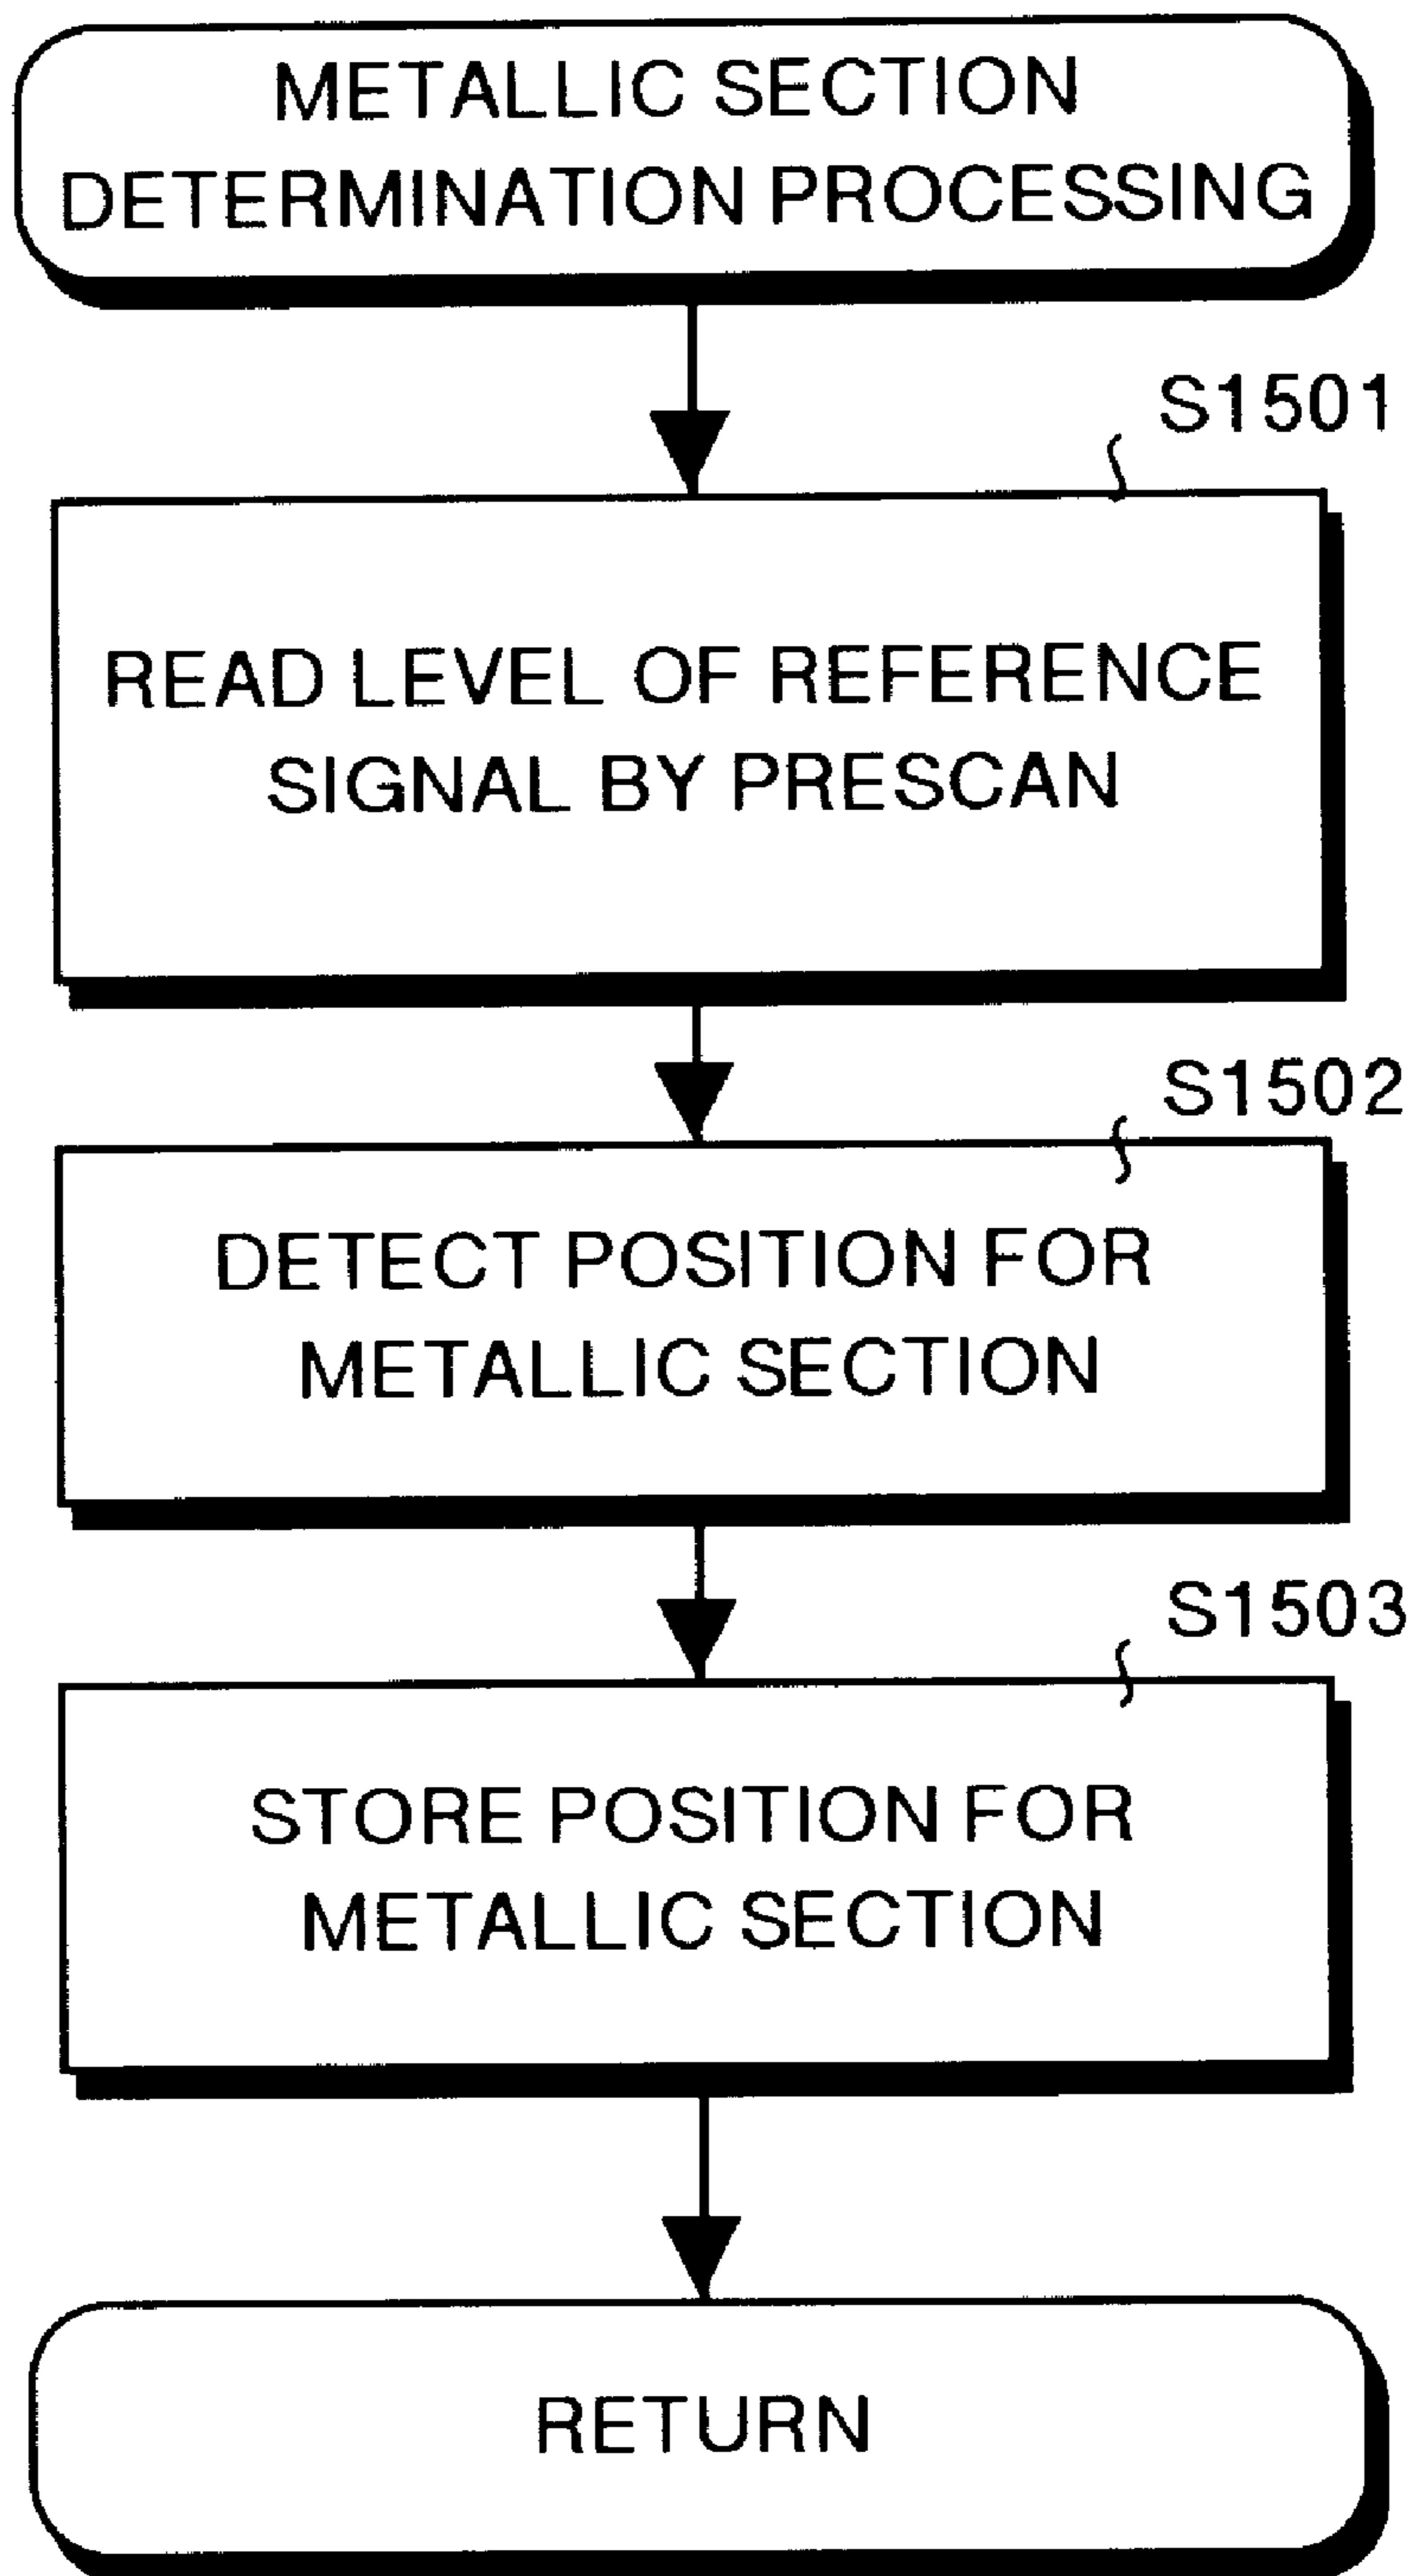 METALLIC SECTION
DETERMINATION PROCESSING
S1501
READ LEVEL OF REFERENCE
SIGNAL BY PRESCAN
S1502
DETECT POSITION FOR
METALLIC SECTION
S1503
STORE POSITION FOR
METALLIC SECTION
RETURN